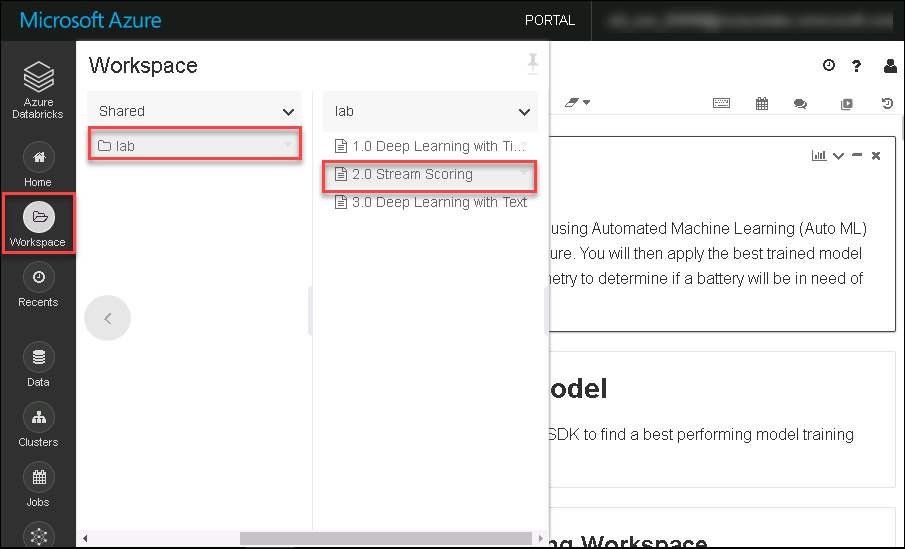 Microsoft Azure
PORTAL
Azure
Databricks
Home
Workspace
Recents
Data
Clusters
Jobs
Workspace
Shared
lab
lab
1.0 Deep Learning with Ti...
2.0 Stream Scoring
3.0 Deep Learning with Text
?
using Automated Machine Learning (Auto ML)
ure. You will then apply the best trained model
netry to determine if a battery will be in need of
odel
SDK to find a best performing model training
ng Workspace